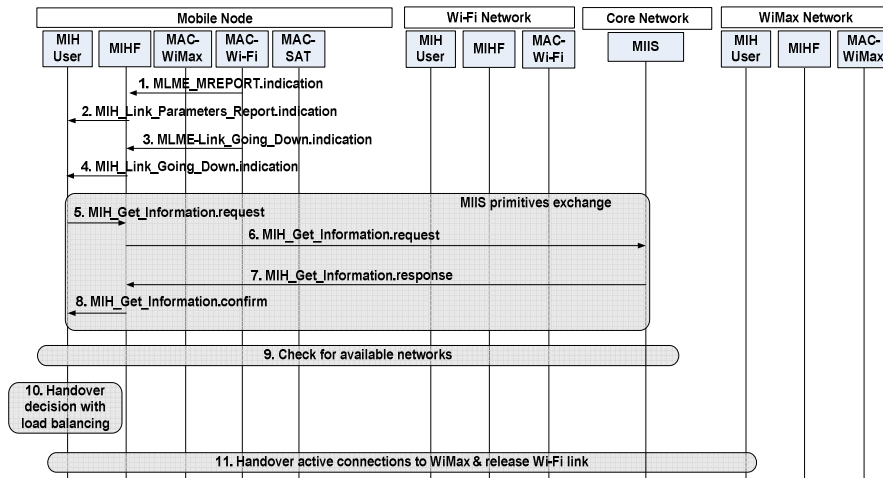 Mobile Node
Wi-Fi Network
Core Network
WiMax Network
MIH User
MIHF
MAC-WiMax
MAC-Wi-Fi
MAC-SAT
MIH User
MIHF
MAC-Wi-Fi
MIIS
MIH User
MIHF
MAC-WiMax
1. MLME_MREPORT.indication
2. MIH_Link_Parameters_Report.indication
3. MLME-Link_Going_Down.indication
4. MIH_Link_Going_Down.indication
MIIS primitives exchange
5. MIH_Get_Information.request
6. MIH_Get_Information.request
7. MIH_Get_Information.response
8. MIH_Get_Information.confirm
9. Check for available networks
10. Handover
decision with
load balancing
11. Handover active connections to WiMax & release Wi-Fi link